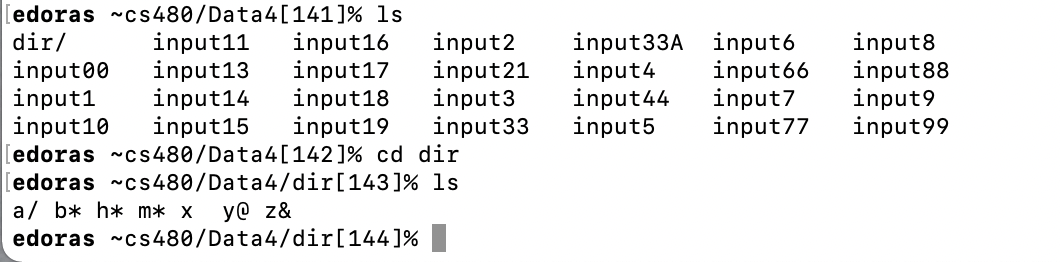 [edoras ~cs480/Data4[141]% ls
dir/ input11 input16 input2 input33A input6 input8
input00 input13 input17 input21 input4 input66 input88
input1 input14 input18 input3 input44 input7 input9
input10 input15 input19 input33 input5 input77 input99
[edoras ~cs480/Data4[142]% cd dir
[edoras ~cs480/Data4/dir[143]% ls
a/ b* h* m* x y@ z&
edoras ~cs480/Data4/dir[144]%